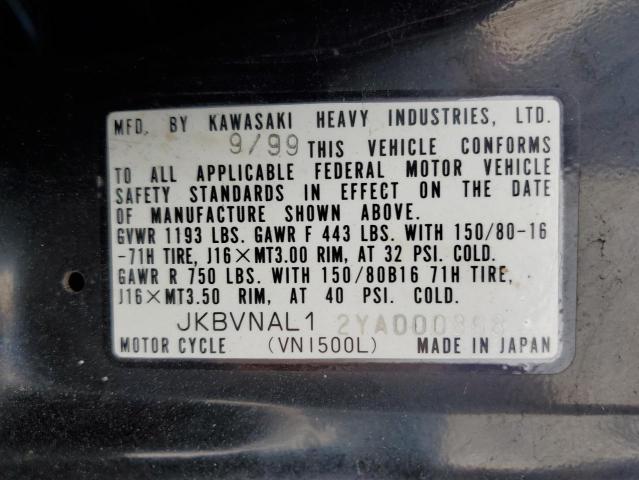 MFD. BY KAWASAKI HEAVY INDUSTRIES, LTD.
9/99 THIS VEHICLE CONFORMS
TO ALL APPLICABLE FEDERAL MOTOR VEHICLE
SAFETY STANDARDS IN EFFECT ON THE DATE
OF MANUFACTURE SHOWN ABOVE.
GVWR 1193 LBS. GAWR F 443 LBS. WITH 150/80-16
-71H TIRE, J16×MT3.00 RIM, AT 32 PSI. COLD.
GAWR R 750 LBS. WITH 150/80B16 71H TIRE,
J16×MT3.50 RIM, AT 40 PSI. COLD.
JKBVNAL1
MOTOR CYCLE (VN1500L) MADE IN JAPAN